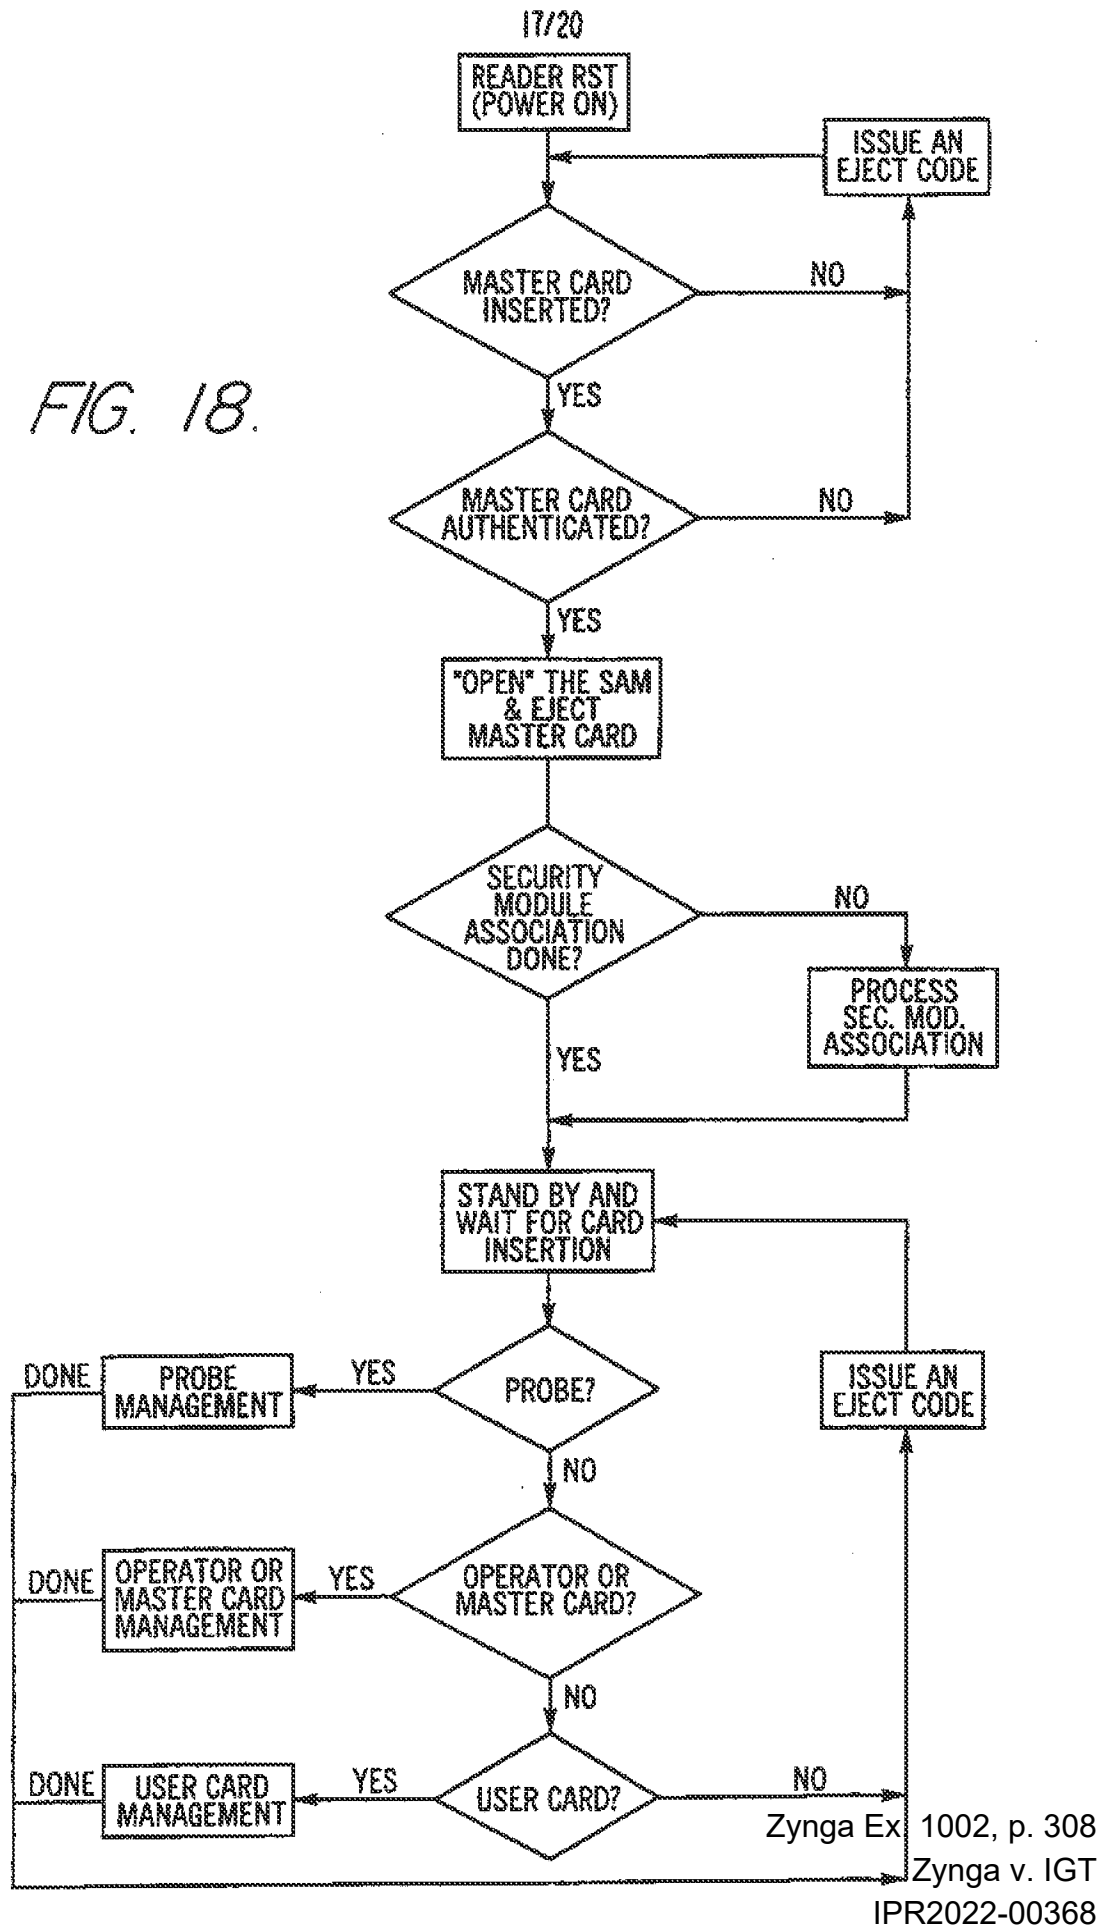 17/20
READER RST
(POWER ON)
ISSUE AN
EJECT CODE
MASTER CARD
INSERTED?
NO
FIG. 18.
YES
MASTER CARD
AUTHENTICATED?
NO
YES
"OPEN" THE SAM
& EJECT
MASTER CARD
SECURITY
MODULE
ASSOCIATION
DONE?
NO
PROCESS
SEC. MOD.
ASSOCIATION
YES
STAND BY AND
WAIT FOR CARD
INSERTION
DONE
PROBE
MANAGEMENT
YES
PROBE?
ISSUE AN
EJECT CODE
NO
DONE
OPERATOR OR
MASTER CARD
MANAGEMENT
YES
OPERATOR OR
MASTER CARD?
NO
DONE
USER CARD
MANAGEMENT
YES
USER CARD?
NO
Zynga Ex 1002, p. 308
Zynga v. IGT
IPR2022-00368